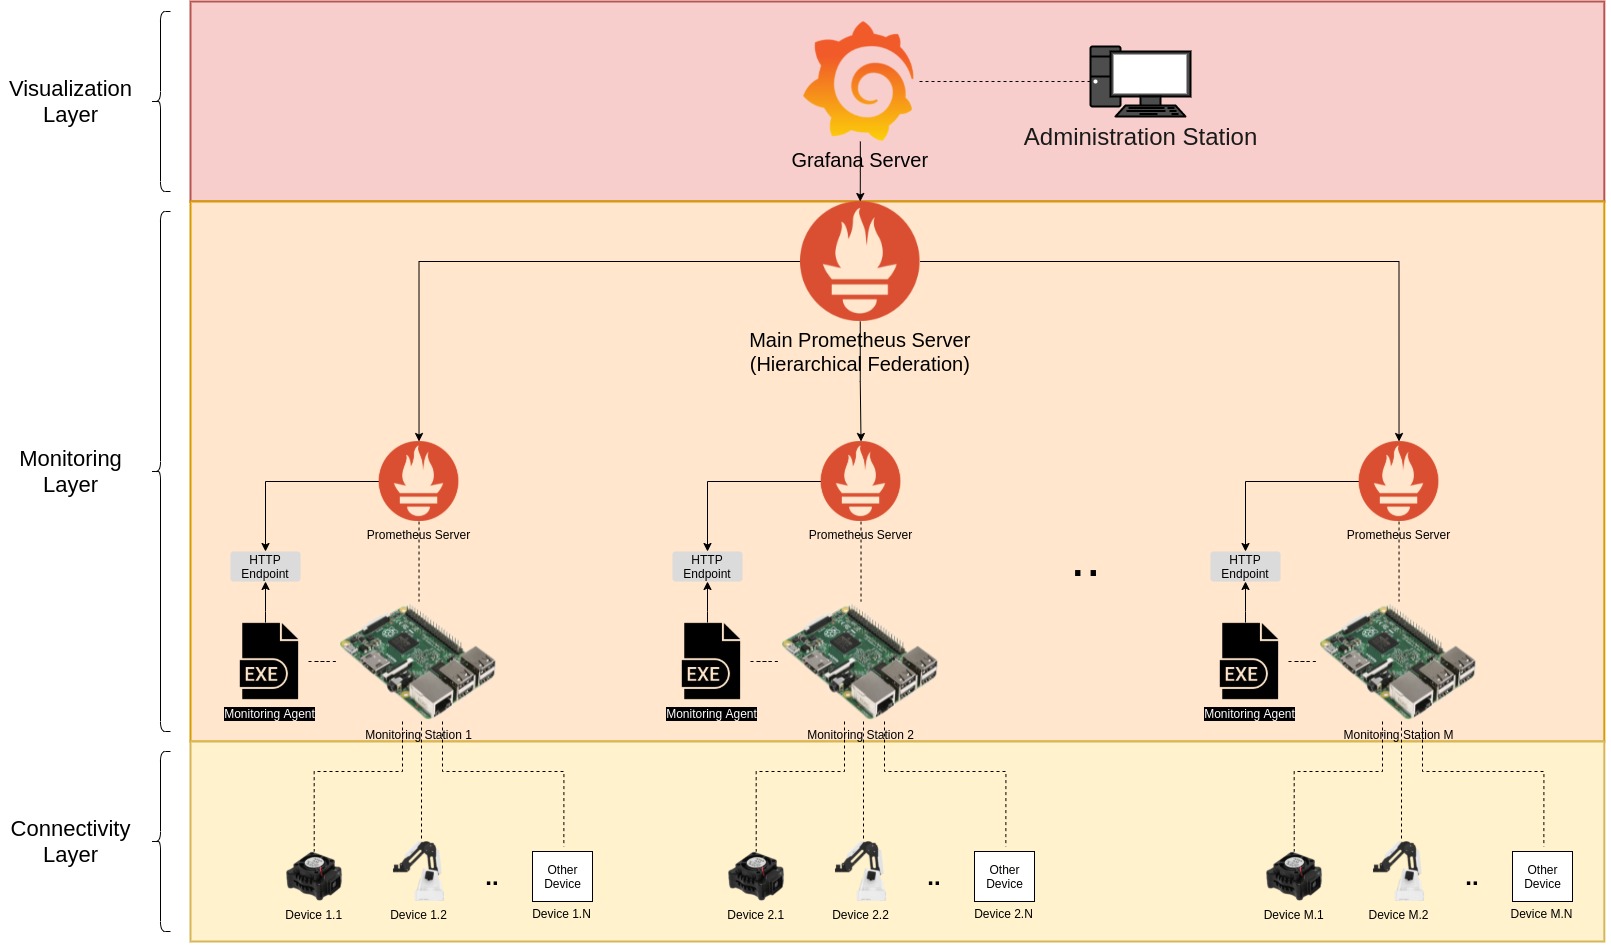 Visualization
Layer
Grafana Server
Administration Station
Monitoring
Layer
Main Prometheus Server
(Hierarchical Federation)
Prometheus Server
Prometheus Server
Prometheus Server
HTTP
Endpoint
HTTP
Endpoint
..
HTTP
Endpoint
EXE
EXE
EXE
Monitoring Agent
Monitoring Agent
Monitoring Agent
Monitoring Station 1
Monitoring Station 2
Monitoring Station M
Connectivity
Layer
Device 1.1
Device 1.2
..
Other
Device
Device 1.N
Device 2.1
Device 2.2
..
Other
Device
Device 2.N
Device M.1
Device M.2
..
Other
Device
Device M.N